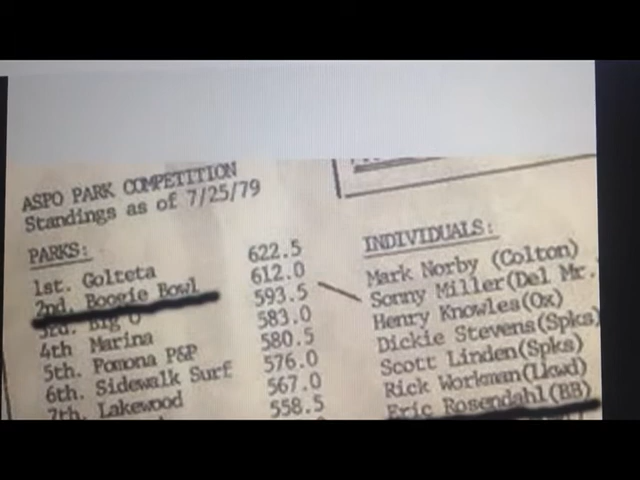 ASPO PARK COMPETITION
Standings as of 7/25/79
PARKS:
1st. Golteta 622.5
2nd. Boogie Bowl 612.0
3rd. Big O 593.5
4th Marina 583.0
5th. Pomona P&P 580.5
6th. Sidewalk Surf 576.0
7th. Lakewood 567.0
558.5
INDIVIDUALS:
Mark Norby (Colton)
Sonny Miller(Del Mr.
Henry Knowles(Ox)
Dickie Stevens(Spks)
Scott Linden(Spks)
Rick Workman(Lkwd)
Eric Rosendahl(BB)